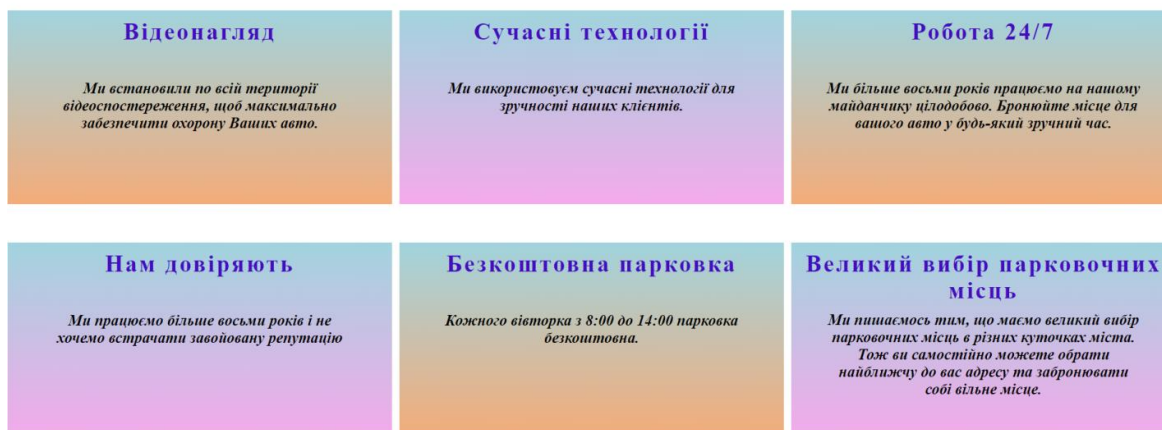 Відеонагляд
Ми встановили по всій території
відеоспостереження, щоб максимально
забезпечити охорону Ваших авто.
Сучасні технології
Ми використовуєм сучасні технології для
зручності наших клієнтів.
Робота 24/7
Ми більше восьми років працюємо на нашому
майданчику цілодобово. Бронюйте місце для
вашого авто у будь-який зручний час.
Нам довіряють
Ми працюємо більше восьми років і не
хочемо встрачати завойовану репутацію
Безкоштовна парковка
Кожного вівторка з 8:00 до 14:00 парковка
безкоштовна.
Великий вибір парковочних
місць
Ми пишаємось тим, що маємо великий вибір
парковочних місць в різних куточках міста.
Тож ви самостійно можете обрати
найближчу до вас адресу та забронювати
собі вільне місце.